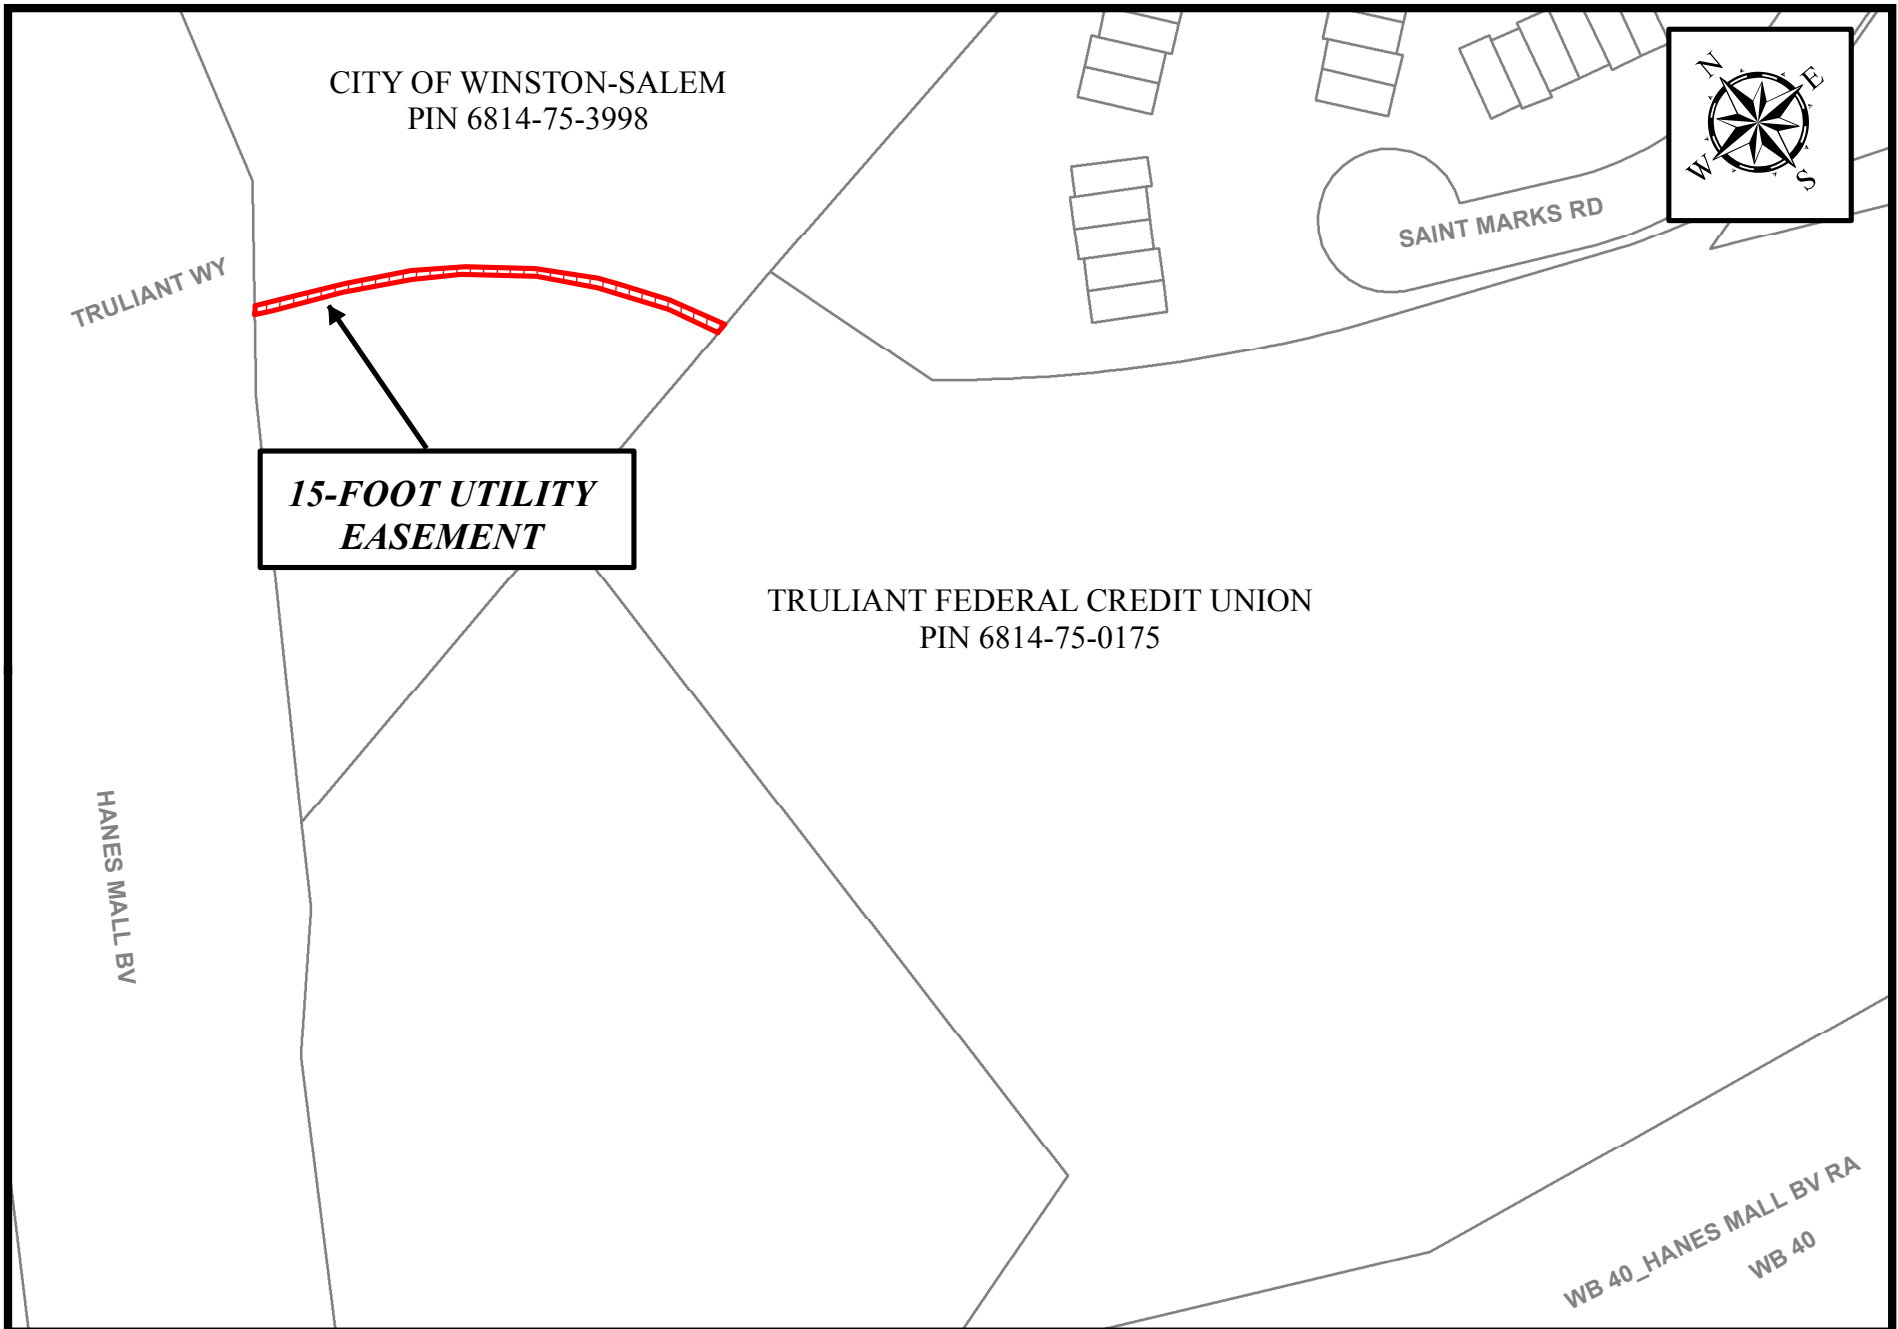 CITY OF WINSTON-SALEM
PIN 6814-75-3998
N
E
W
S
SAINT MARKS RD
TRULIANT WY
15-FOOT UTILITY
EASEMENT
TRULIANT FEDERAL CREDIT UNION
PIN 6814-75-0175
HANES MALL BV
WB 40_HANES MALL BV RA
WB 40